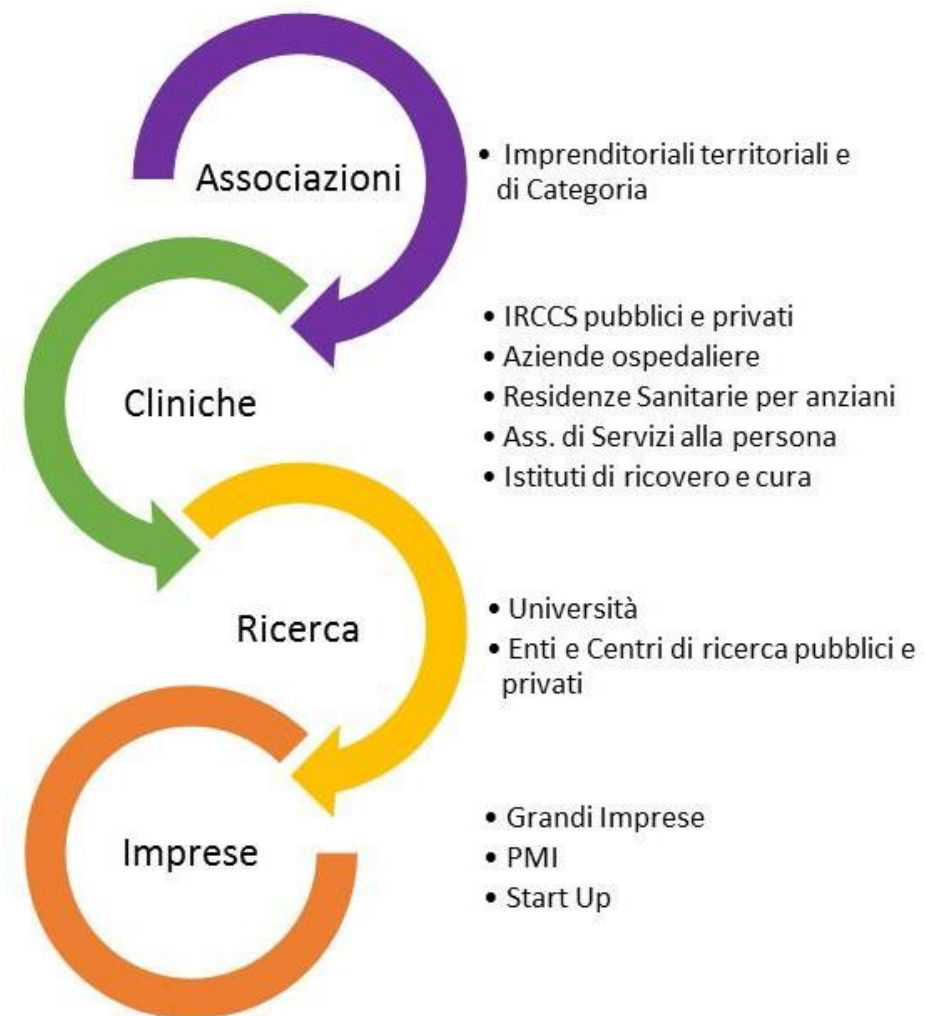 Associazioni
• Imprenditoriali territoriali e
di Categoria
Cliniche
• IRCCS pubblici e privati
• Aziende ospedaliere
• Residenze Sanitarie per anziani
• Ass. di Servizi alla persona
• Istituti di ricovero e cura
Ricerca
• Università
• Enti e Centri di ricerca pubblici e
privati
Imprese
• Grandi Imprese
• PMI
• Start Up